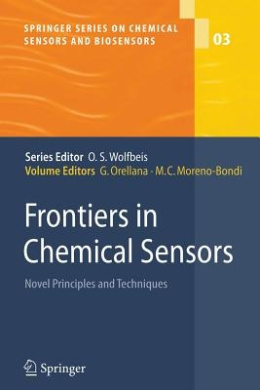 SPRINGER SERIES ON CHEMICAL
SENSORS AND BIOSENSORS
03
Series Editor O. S. Wolfbeis
Volume Editors G. Orellana · M. C. Moreno-Bondi
Frontiers in
Chemical Sensors
Novel Principles and Techniques
Springer